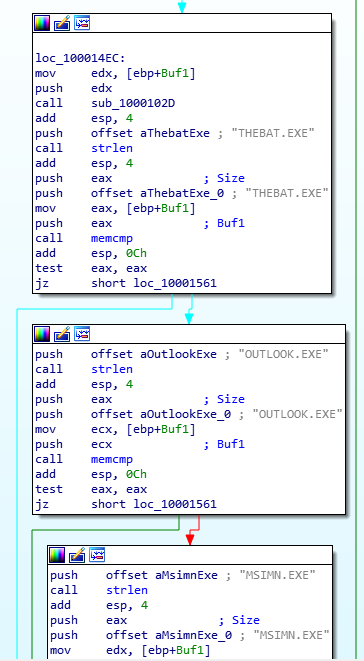 loc_100014EC:
mov     edx, [ebp+Buf1]
push    edx
call    sub_1000102D
add     esp, 4
push    offset aThebatExe ; "THEBAT.EXE"
call    strlen
add     esp, 4
push    eax             ; Size
push    offset aThebatExe_0 ; "THEBAT.EXE"
mov     eax, [ebp+Buf1]
push    eax             ; Buf1
call    memcmp
add     esp, 0Ch
test    eax, eax
jz      short loc_10001561
push    offset aOutlookExe ; "OUTLOOK.EXE"
call    strlen
add     esp, 4
push    eax             ; Size
push    offset aOutlookExe_0 ; "OUTLOOK.EXE"
mov     ecx, [ebp+Buf1]
push    ecx             ; Buf1
call    memcmp
add     esp, 0Ch
test    eax, eax
jz      short loc_10001561
push    offset aMsimnExe ; "MSIMN.EXE"
call    strlen
add     esp, 4
push    eax             ; Size
push    offset aMsimnExe_0 ; "MSIMN.EXE"
mov     edx, [ebp+Buf1]